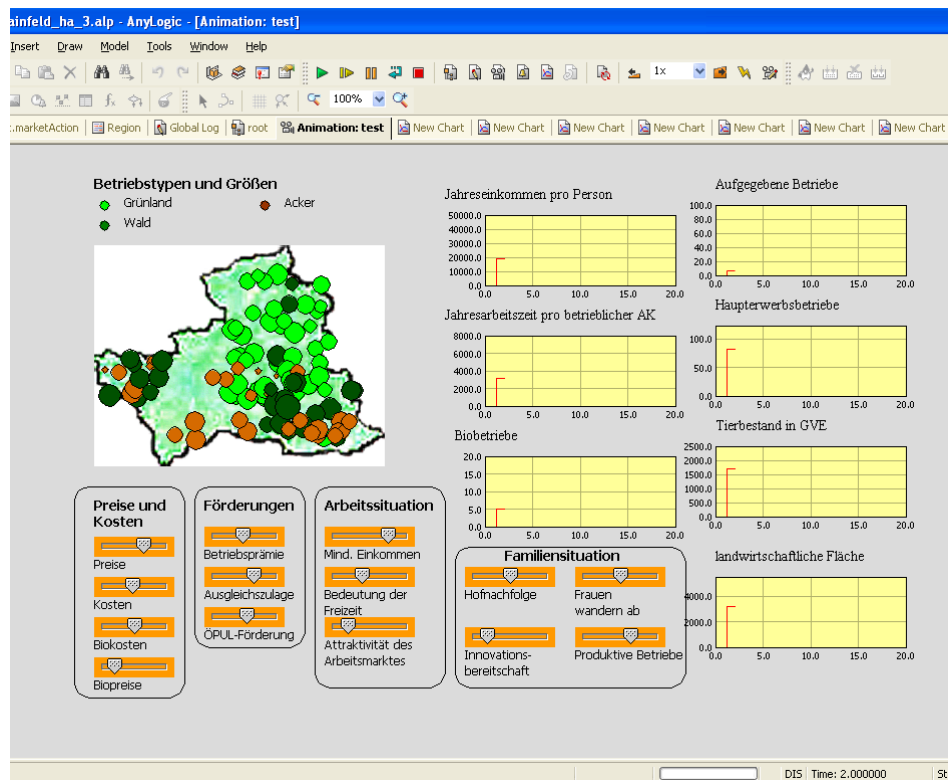 ainfeld_ha_3.alp - AnyLogic - [Animation: test]
Insert Draw Model Tools Window Help
1x
100%
:.marketAction Region Global Log root Animation: test New Chart New Chart New Chart New Chart New Chart New Chart New Chart
Betriebstypen und Größen
Grünland Acker
Wald
Jahreseinkommen pro Person
50000.0
40000.0
30000.0
20000.0
10000.0
0.0
0.0 5.0 10.0 15.0 20.0
Aufgegebene Betriebe
100.0
80.0
60.0
40.0
20.0
0.0
0.0 5.0 10.0 15.0 20.0
Jahresarbeitszeit pro betrieblicher AK
8000.0
6000.0
4000.0
2000.0
0.0
0.0 5.0 10.0 15.0 20.0
Haupterwerbsbetriebe
100.0
50.0
0.0
0.0 5.0 10.0 15.0 20.0
Biobetriebe
20.0
15.0
10.0
5.0
0.0
0.0 5.0 10.0 15.0 20.0
Tierbestand in GVE
2500.0
2000.0
1500.0
1000.0
500.0
0.0
0.0 5.0 10.0 15.0 20.0
Preise und
Kosten
Preise
Kosten
Biokosten
Biopreise
Förderungen
Betriebsprämie
Ausgleichszulage
ÖPUL-Förderung
Arbeitssituation
Mind. Einkommen
Bedeutung der
Freizeit
Attraktivität des
Arbeitsmarktes
Familiensituation
Hofnachfolge
Frauen
wandern ab
Innovations-
bereitschaft
Produktive Betriebe
landwirtschaftliche Fläche
4000.0
2000.0
0.0
0.0 5.0 10.0 15.0 20.0
DIS Time: 2.000000